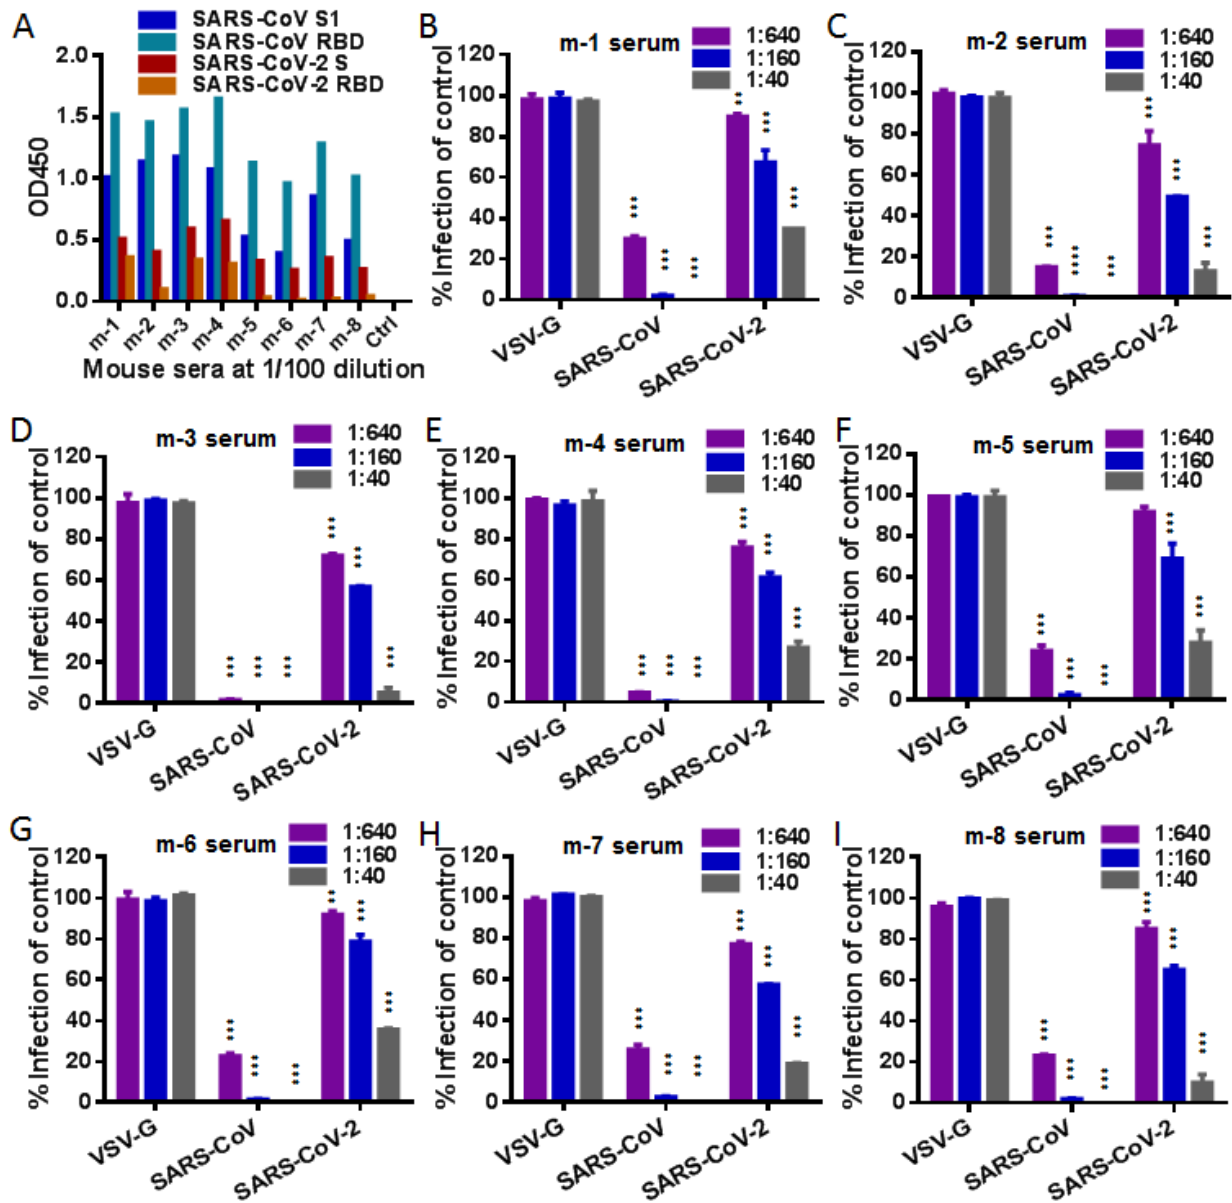 A
SARS-CoV S1
SARS-CoV RBD
SARS-CoV-2 S
SARS-CoV-2 RBD
2.0
1.5
1.0
0.5
0.0
OD450
m-1
m-2
m-3
m-4
m-5
m-6
m-7
m-8
Ctrl
Mouse sera at 1/100 dilution
B
m-1 serum
1:640
1:160
1:40
% Infection of control
120
100
80
60
40
20
0
***
***
***
**
***
***
VSV-G
SARS-CoV
SARS-CoV-2
C
m-2 serum
1:640
1:160
1:40
% Infection of control
120
100
80
60
40
20
0
***
****
***
***
***
***
VSV-G
SARS-CoV
SARS-CoV-2
D
m-3 serum
1:640
1:160
1:40
% Infection of control
120
100
80
60
40
20
0
***
***
***
***
***
***
VSV-G
SARS-CoV
SARS-CoV-2
E
m-4 serum
1:640
1:160
1:40
% Infection of control
120
100
80
60
40
20
0
***
***
***
***
***
***
VSV-G
SARS-CoV
SARS-CoV-2
F
m-5 serum
1:640
1:160
1:40
% Infection of control
120
100
80
60
40
20
0
***
***
***
***
***
VSV-G
SARS-CoV
SARS-CoV-2
G
m-6 serum
1:640
1:160
1:40
% Infection of control
120
100
80
60
40
20
0
***
***
***
**
***
***
VSV-G
SARS-CoV
SARS-CoV-2
H
m-7 serum
1:640
1:160
1:40
% Infection of control
120
100
80
60
40
20
0
***
***
***
***
***
***
VSV-G
SARS-CoV
SARS-CoV-2
I
m-8 serum
1:640
1:160
1:40
% Infection of control
120
100
80
60
40
20
0
***
***
***
***
***
***
VSV-G
SARS-CoV
SARS-CoV-2